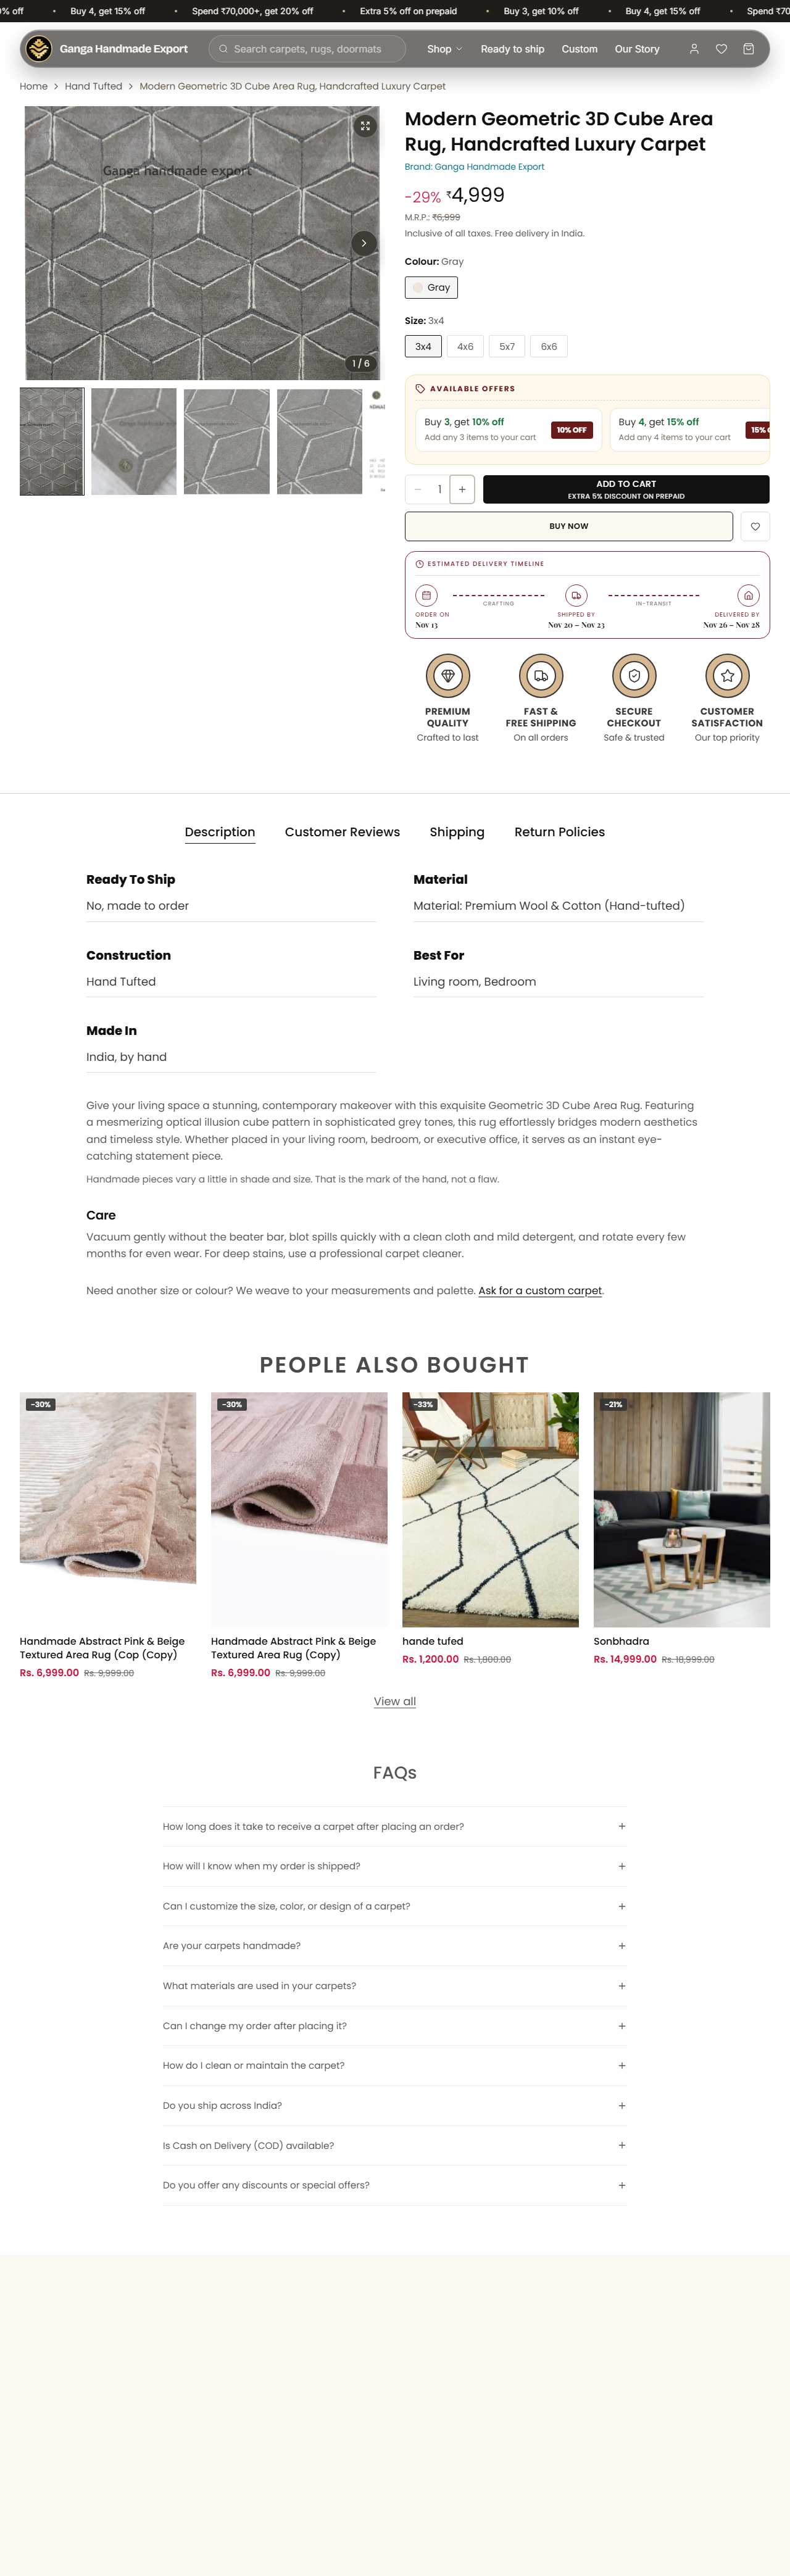 % off • Buy 4, get 15% off • Spend ₹70,000+, get 20% off • Extra 5% off on prepaid • Buy 3, get 10% off • Buy 4, get 15% off • Spend ₹70
Ganga Handmade Export
Search carpets, rugs, doormats
Shop
Ready to ship
Custom
Our Story
Home > Hand Tufted > Modern Geometric 3D Cube Area Rug, Handcrafted Luxury Carpet
Ganga handmade export
1 / 6
Modern Geometric 3D Cube Area
Rug, Handcrafted Luxury Carpet
Brand: Ganga Handmade Export
-29% ₹4,999
M.R.P.: ₹6,999
Inclusive of all taxes. Free delivery in India.
Colour: Gray
Gray
Size: 3x4
3x4
4x6
5x7
6x6
AVAILABLE OFFERS
Buy 3, get 10% off
Add any 3 items to your cart
10% OFF
Buy 4, get 15% off
Add any 4 items to your cart
15%
− 1 +
ADD TO CART
EXTRA 5% DISCOUNT ON PREPAID
BUY NOW
ESTIMATED DELIVERY TIMELINE
CRAFTING
IN-TRANSIT
ORDER ON
Nov 13
SHIPPED BY
Nov 20 – Nov 23
DELIVERED BY
Nov 26 – Nov 28
PREMIUM
QUALITY
Crafted to last
FAST &
FREE SHIPPING
On all orders
SECURE
CHECKOUT
Safe & trusted
CUSTOMER
SATISFACTION
Our top priority
Description
Customer Reviews
Shipping
Return Policies
Ready To Ship
No, made to order
Material
Material: Premium Wool & Cotton (Hand-tufted)
Construction
Hand Tufted
Best For
Living room, Bedroom
Made In
India, by hand
Give your living space a stunning, contemporary makeover with this exquisite Geometric 3D Cube Area Rug. Featuring
a mesmerizing optical illusion cube pattern in sophisticated grey tones, this rug effortlessly bridges modern aesthetics
and timeless style. Whether placed in your living room, bedroom, or executive office, it serves as an instant eye-
catching statement piece.
Handmade pieces vary a little in shade and size. That is the mark of the hand, not a flaw.
Care
Vacuum gently without the beater bar, blot spills quickly with a clean cloth and mild detergent, and rotate every few
months for even wear. For deep stains, use a professional carpet cleaner.
Need another size or colour? We weave to your measurements and palette. Ask for a custom carpet.
PEOPLE ALSO BOUGHT
-30%
-30%
-33%
-21%
Handmade Abstract Pink & Beige
Textured Area Rug (Cop (Copy)
Rs. 6,999.00 Rs. 9,999.00
Handmade Abstract Pink & Beige
Textured Area Rug (Copy)
Rs. 6,999.00 Rs. 9,999.00
hande tufed
Rs. 1,200.00 Rs. 1,800.00
Sonbhadra
Rs. 14,999.00 Rs. 18,999.00
View all
FAQs
How long does it take to receive a carpet after placing an order?
How will I know when my order is shipped?
Can I customize the size, color, or design of a carpet?
Are your carpets handmade?
What materials are used in your carpets?
Can I change my order after placing it?
How do I clean or maintain the carpet?
Do you ship across India?
Is Cash on Delivery (COD) available?
Do you offer any discounts or special offers?